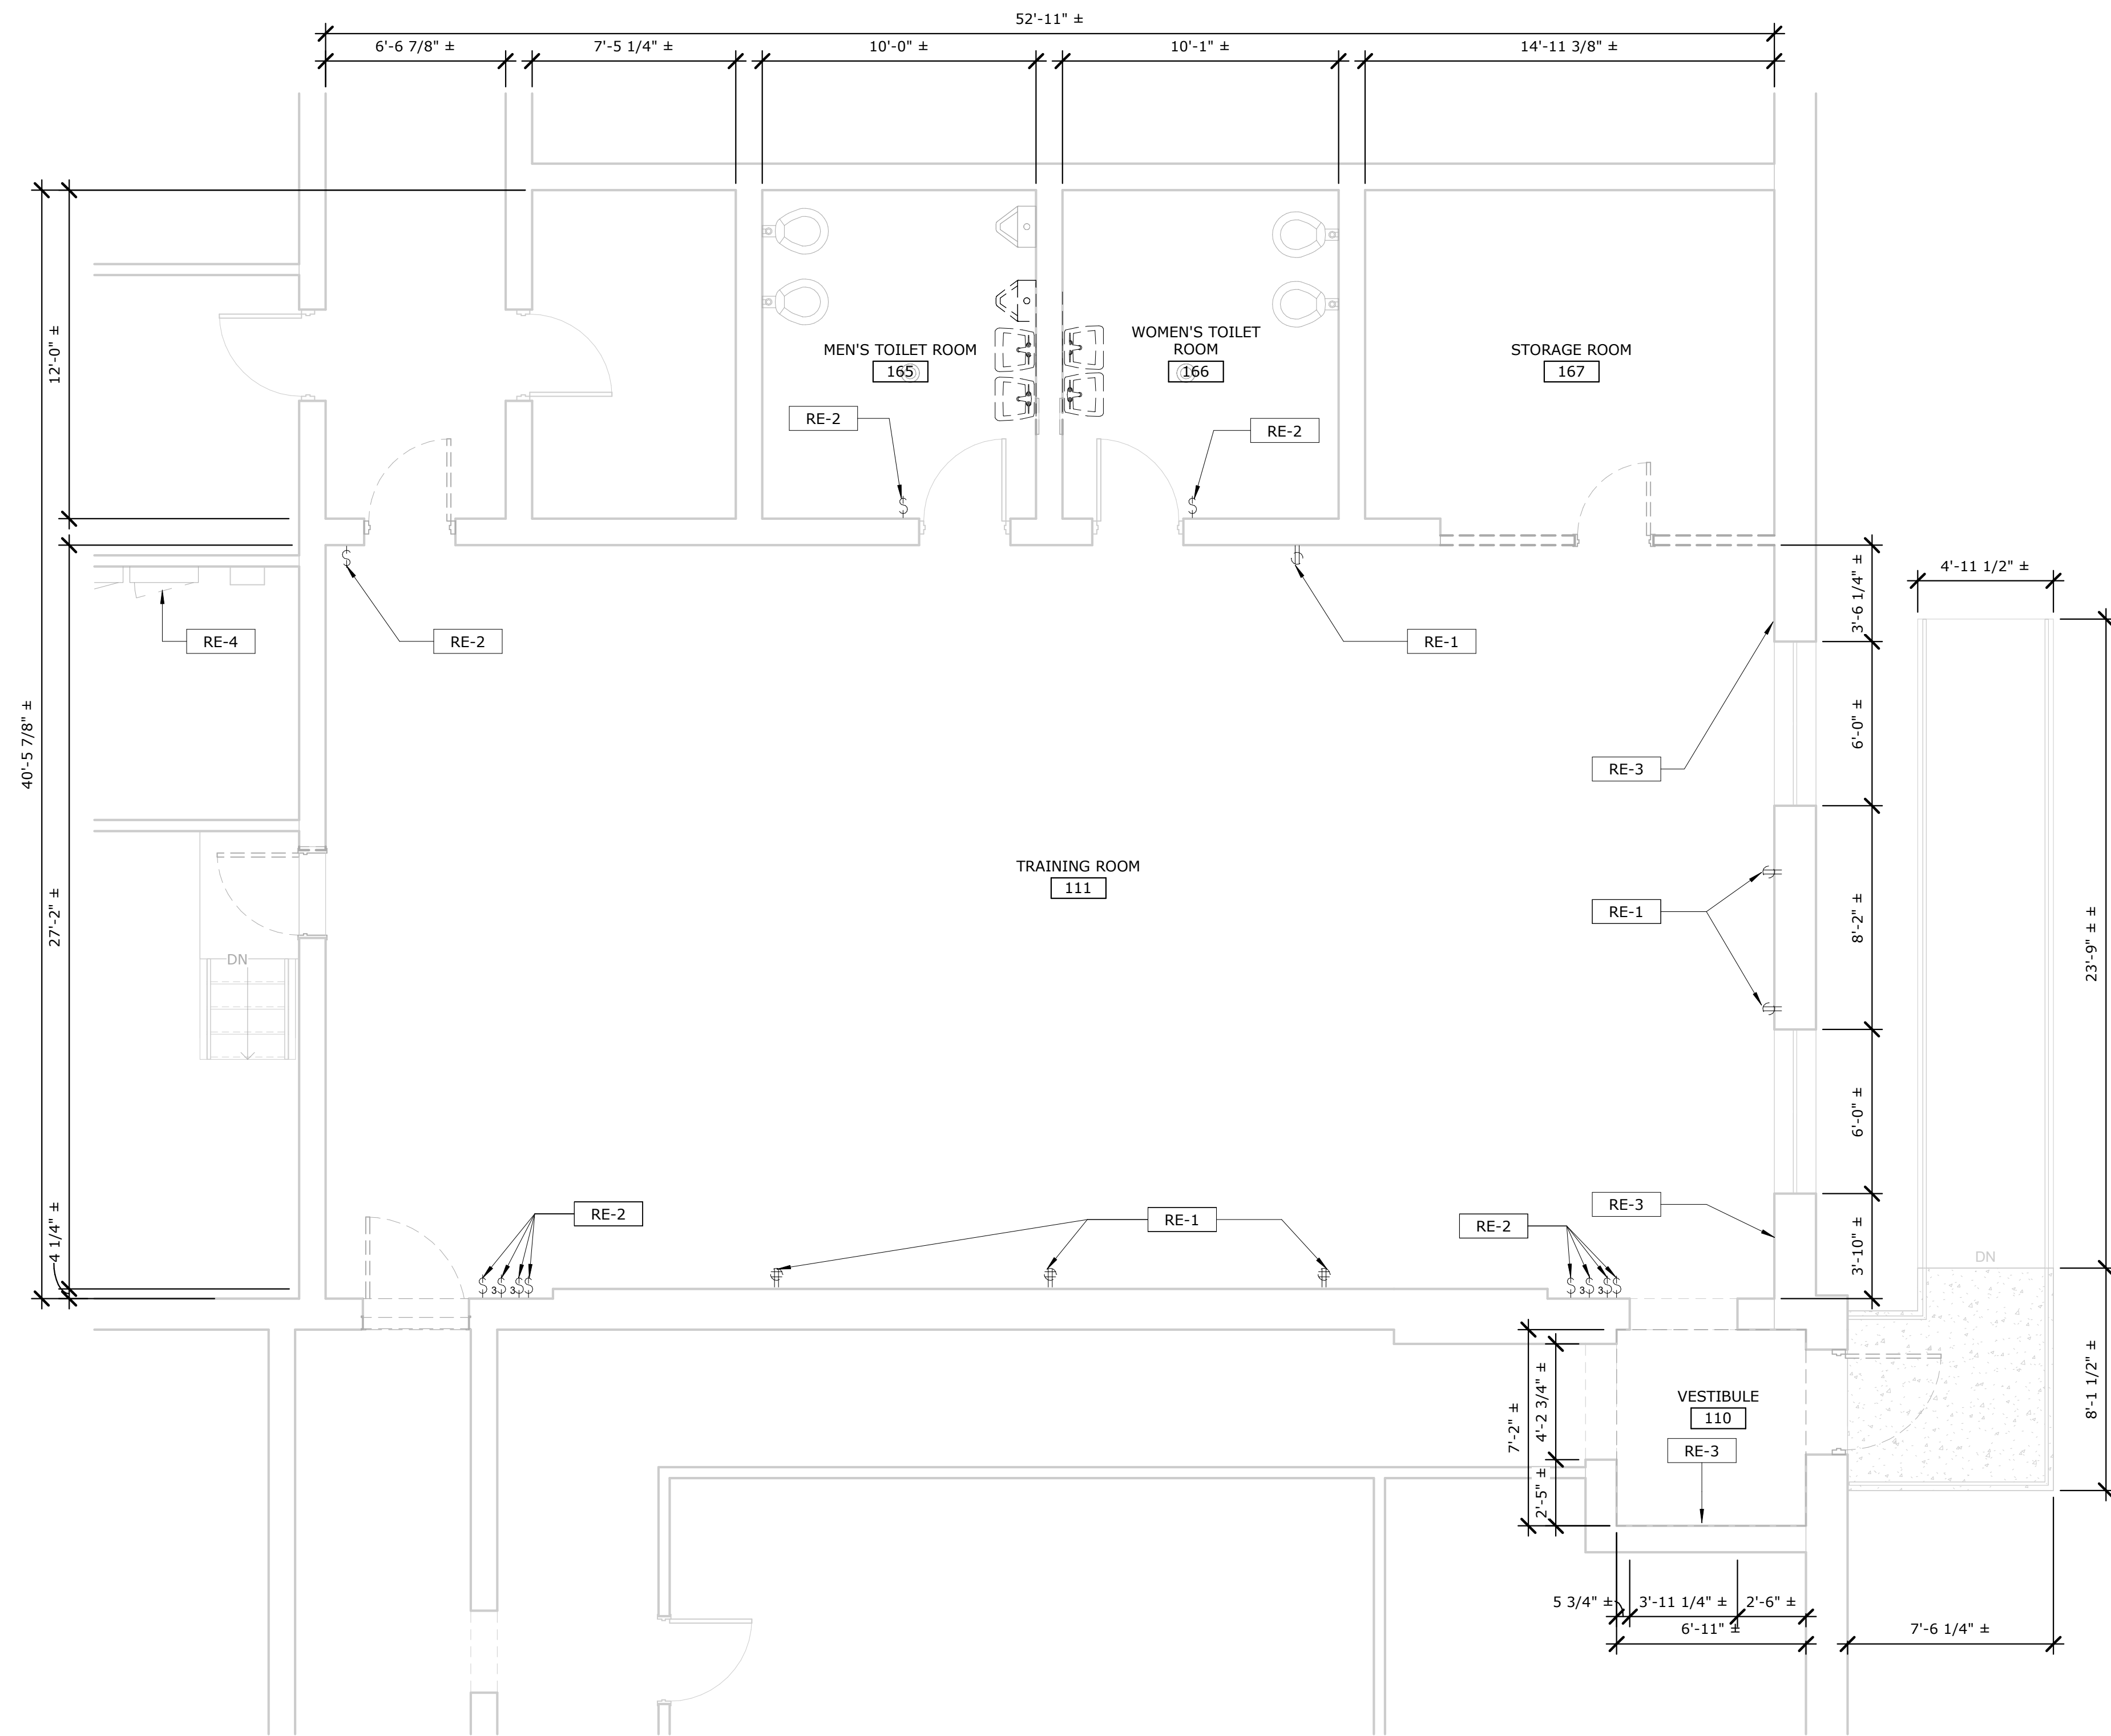 52'-11" ±
6'-6 7/8" ±
7'-5 1/4" ±
10'-0" ±
10'-1" ±
14'-11 3/8" ±
12'-0" ±
MEN'S TOILET ROOM
165
WOMEN'S TOILET
ROOM
166
STORAGE ROOM
167
RE-2
RE-2
RE-4
RE-2
RE-1
3'-6 1/4" ±
4'-11 1/2" ±
40'-5 7/8" ±
27'-2" ±
RE-3
6'-0" ±
TRAINING ROOM
111
RE-1
8'-2" ±
23'-9" ± ±
DN
6'-0" ±
4 1/4" ±
RE-2
RE-1
RE-2
RE-3
3'-10" ±
S
3
S
3
S
S
S
3
S
3
S
S
DN
7'-2" ±
4'-2 3/4" ±
2'-5" ±
VESTIBULE
110
RE-3
8'-1 1/2" ±
5 3/4" ±
3'-11 1/4" ±
2'-6" ±
6'-11" ±
7'-6 1/4" ±